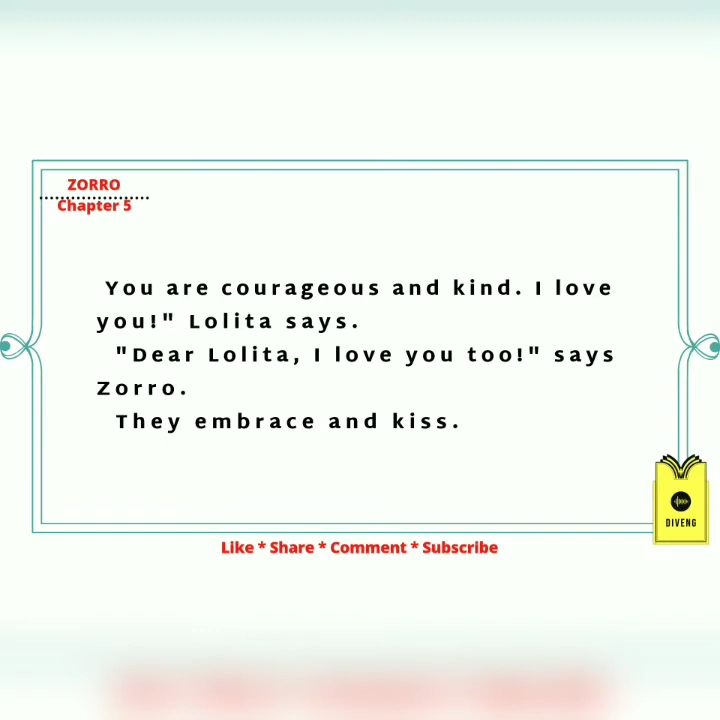 ZORRO
Chapter 5
You are courageous and kind. I love
you!" Lolita says.
"Dear Lolita, I love you too!" says
Zorro.
They embrace and kiss.
DIVENG
Like * Share * Comment * Subscribe